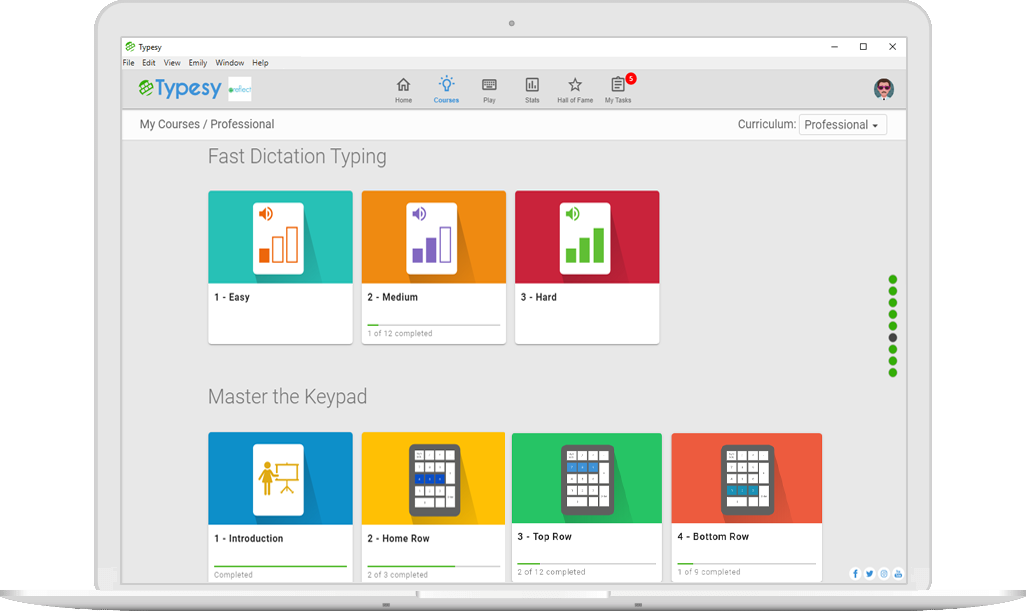 Typesy
File Edit View Emily Window Help
Typesy reflect
Home Courses Play Stats Hall of Fame My Tasks 5
My Courses / Professional Curriculum: Professional
Fast Dictation Typing
1 - Easy 2 - Medium 3 - Hard
1 of 12 completed
Master the Keypad
1 - Introduction 2 - Home Row 3 - Top Row 4 - Bottom Row
Completed 2 of 3 completed 2 of 12 completed 1 of 9 completed